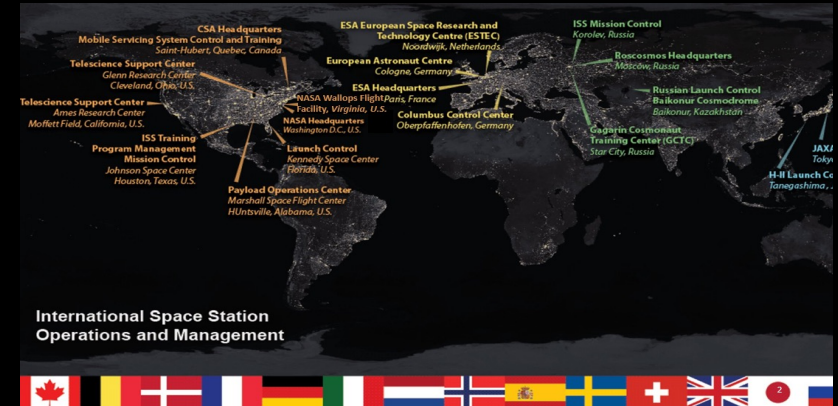 CSA Headquarters
Mobile Servicing System Control and Training
Saint-Hubert, Quebec, Canada
Telescience Support Center
Glenn Research Center
Cleveland, Ohio, U.S.
Telescience Support Center
Ames Research Center
Moffett Field, California, U.S.
ISS Training
Program Management
Mission Control
Johnson Space Center
Houston, Texas, U.S.
NASA Wallops Flight
Facility, Virginia, U.S.
NASA Headquarters
Washington D.C., U.S.
Launch Control
Kennedy Space Center
Florida, U.S.
Payload Operations Center
Marshall Space Flight Center
HUntsville, Alabama, U.S.
ESA European Space Research and
Technology Centre (ESTEC)
Noordwijk, Netherlands
European Astronaut Centre
Cologne, Germany
ESA Headquarters
Paris, France
Columbus Control Center
Oberpfaffenhofen, Germany
ISS Mission Control
Korolev, Russia
Roscosmos Headquarters
Moscow, Russia
Russian Launch Control
Baikonur Cosmodrome
Baikonur, Kazakhstan
Gagarin Cosmonaut
Training Center (GCTC)
Star City, Russia
JAXA
Toky
H-II Launch Co
Tanegashima,
International Space Station
Operations and Management
2